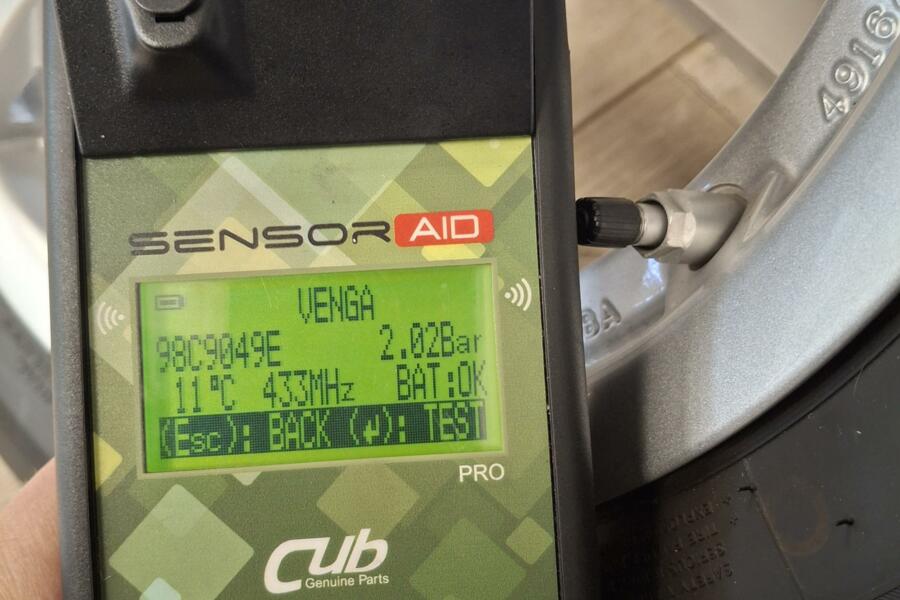 4916
SENSOR AID
VENGA
98C9049E 2.02Bar
11°C 433MHz BAT:OK
(Esc): BACK (↲): TEST
PRO
cub
Genuine Parts